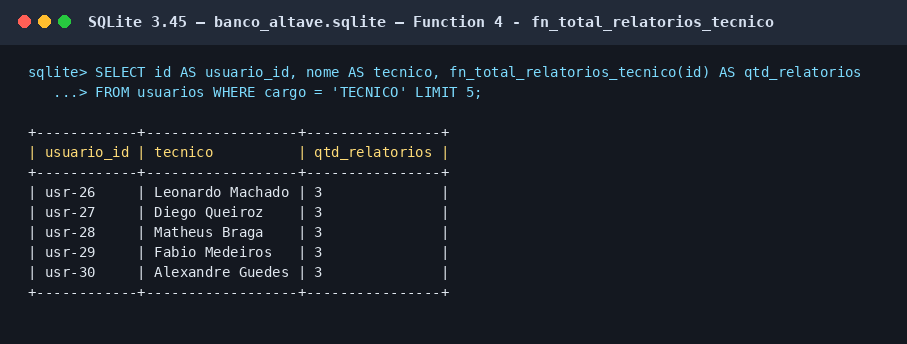 SQLite 3.45 — banco_altave.sqlite — Function 4 - fn_total_relatorios_tecnico
sqlite> SELECT id AS usuario_id, nome AS tecnico, fn_total_relatorios_tecnico(id) AS qtd_relatorios
   ...> FROM usuarios WHERE cargo = 'TECNICO' LIMIT 5;
+------------+------------------+----------------+
| usuario_id | tecnico          | qtd_relatorios |
+------------+------------------+----------------+
| usr-26     | Leonardo Machado | 3              |
| usr-27     | Diego Queiroz    | 3              |
| usr-28     | Matheus Braga    | 3              |
| usr-29     | Fabio Medeiros   | 3              |
| usr-30     | Alexandre Guedes | 3              |
+------------+------------------+----------------+